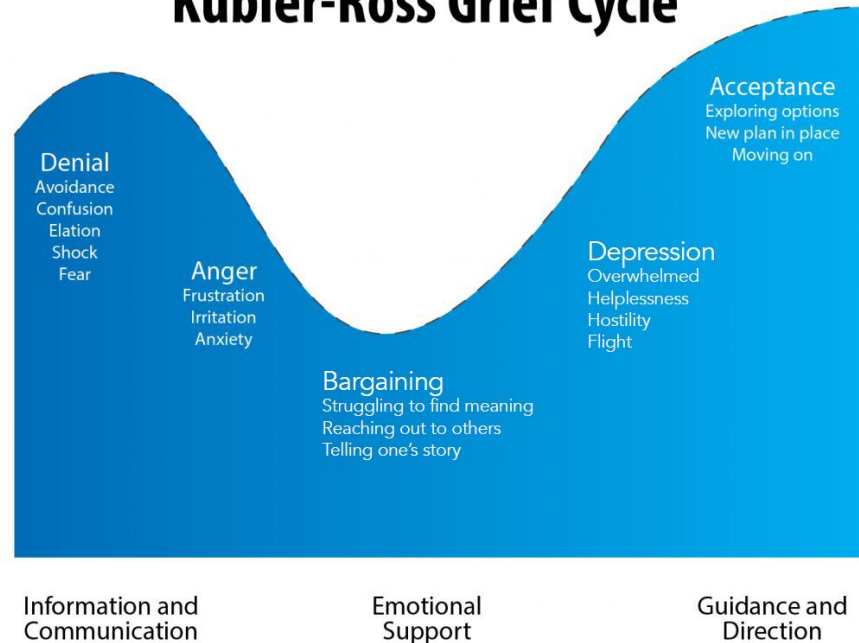 Kubler-Ross Grief Cycle
Denial
Avoidance
Confusion
Elation
Shock
Fear
Anger
Frustration
Irritation
Anxiety
Bargaining
Struggling to find meaning
Reaching out to others
Telling one's story
Depression
Overwhelmed
Helplessness
Hostility
Flight
Acceptance
Exploring options
New plan in place
Moving on
Information and
Communication
Emotional
Support
Guidance and
Direction